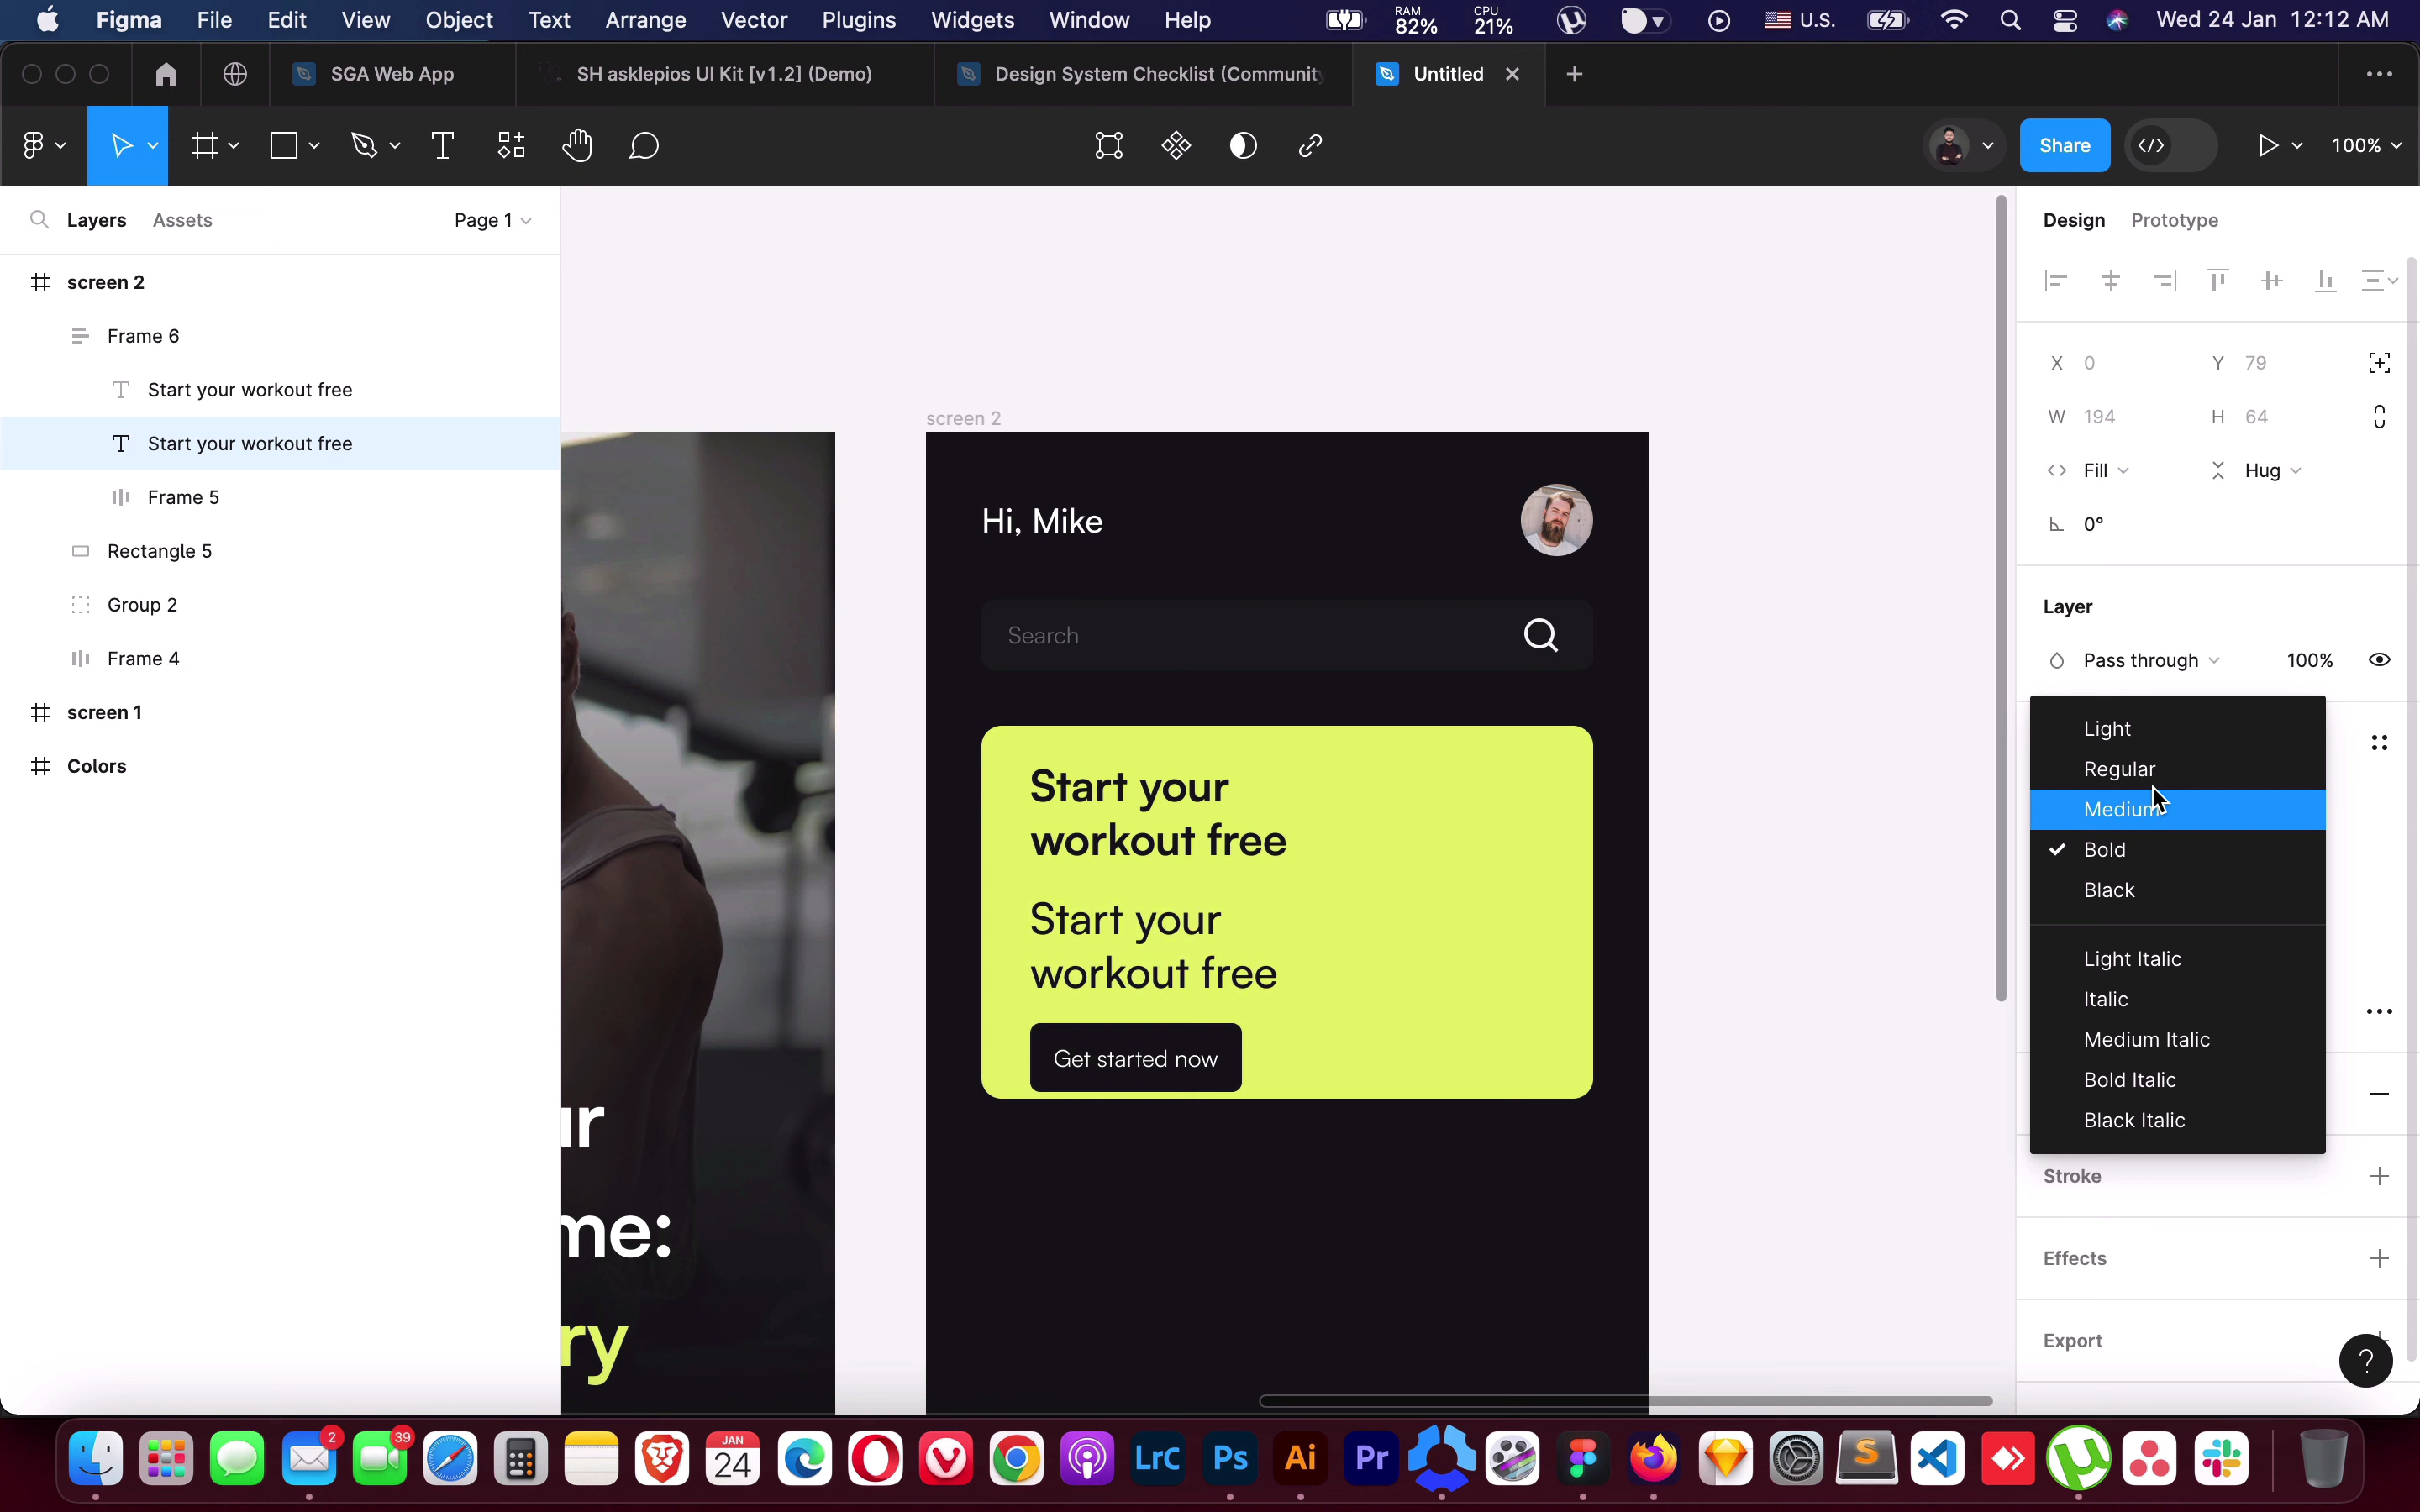 Figma File Edit View Object Text Arrange Vector Plugins Widgets Window Help RAM 82% CPU 21% U.S. Wed 24 Jan 12:12 AM
SGA Web App SH asklepios UI Kit [v1.2] (Demo) Design System Checklist (Community Untitled
T Share </> 100%
Layers Assets Page 1
Design Prototype
screen 2
Frame 6
Start your workout free
Start your workout free
Frame 5
Rectangle 5
Group 2
Frame 4
screen 1
Colors
screen 2
Hi, Mike
Search
Start your
workout free
Start your
workout free
Get started now
ur
me:
ry
X 0 Y 79
W 194 H 64
Fill Hug
0°
Layer
Pass through 100%
Light
Regular
Medium
Bold
Black
Light Italic
Italic
Medium Italic
Bold Italic
Black Italic
Stroke
Effects
Export
?
2 39 JAN 24 LrC Ps Ai Pr S